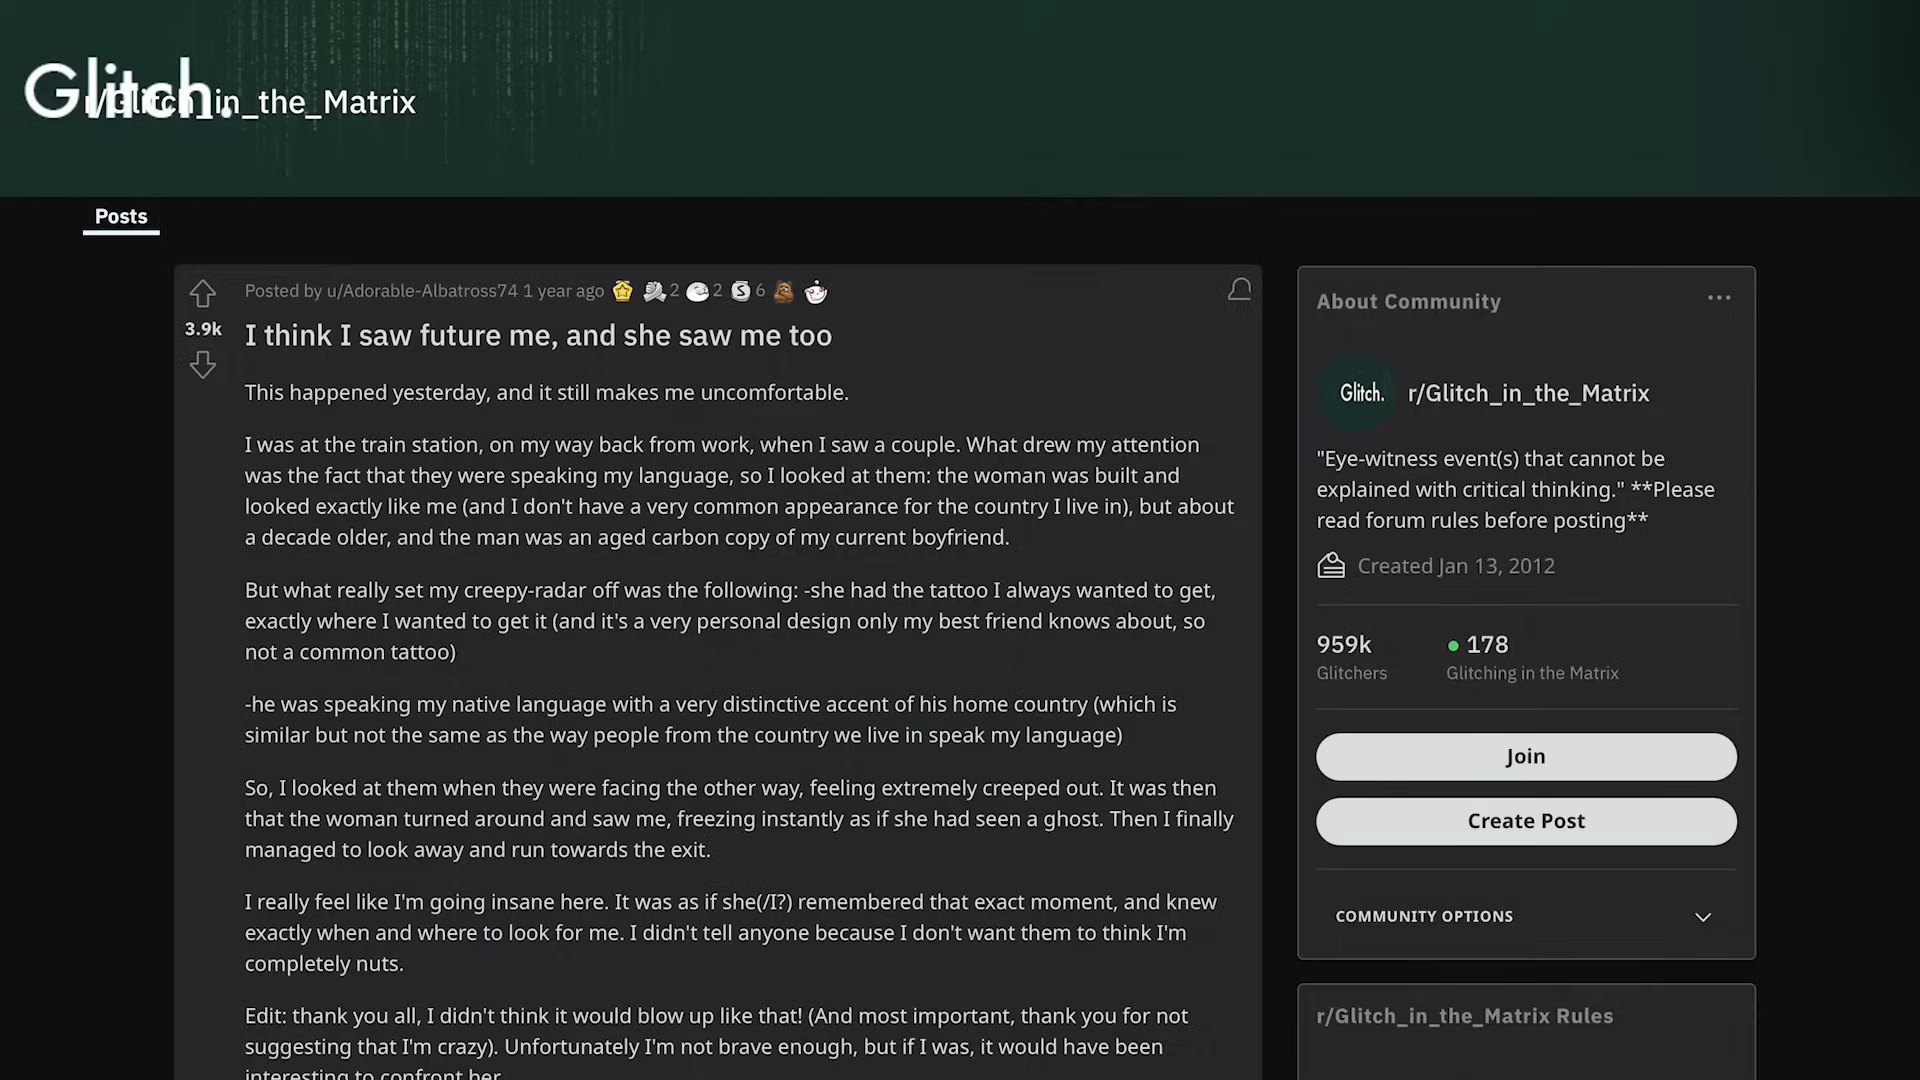 Glitch.
r/Glitch_in_the_Matrix
Posts
Posted by u/Adorable-Albatross74 1 year ago 2 2 6
3.9k
I think I saw future me, and she saw me too
This happened yesterday, and it still makes me uncomfortable.
I was at the train station, on my way back from work, when I saw a couple. What drew my attention
was the fact that they were speaking my language, so I looked at them: the woman was built and
looked exactly like me (and I don't have a very common appearance for the country I live in), but about
a decade older, and the man was an aged carbon copy of my current boyfriend.
But what really set my creepy-radar off was the following: -she had the tattoo I always wanted to get,
exactly where I wanted to get it (and it's a very personal design only my best friend knows about, so
not a common tattoo)
-he was speaking my native language with a very distinctive accent of his home country (which is
similar but not the same as the way people from the country we live in speak my language)
So, I looked at them when they were facing the other way, feeling extremely creeped out. It was then
that the woman turned around and saw me, freezing instantly as if she had seen a ghost. Then I finally
managed to look away and run towards the exit.
I really feel like I'm going insane here. It was as if she(/I?) remembered that exact moment, and knew
exactly when and where to look for me. I didn't tell anyone because I don't want them to think I'm
completely nuts.
Edit: thank you all, I didn't think it would blow up like that! (And most important, thank you for not
suggesting that I'm crazy). Unfortunately I'm not brave enough, but if I was, it would have been
interesting to confront her
About Community
Glitch.
r/Glitch_in_the_Matrix
"Eye-witness event(s) that cannot be
explained with critical thinking." **Please
read forum rules before posting**
Created Jan 13, 2012
959k
Glitchers
178
Glitching in the Matrix
Join
Create Post
COMMUNITY OPTIONS
r/Glitch_in_the_Matrix Rules